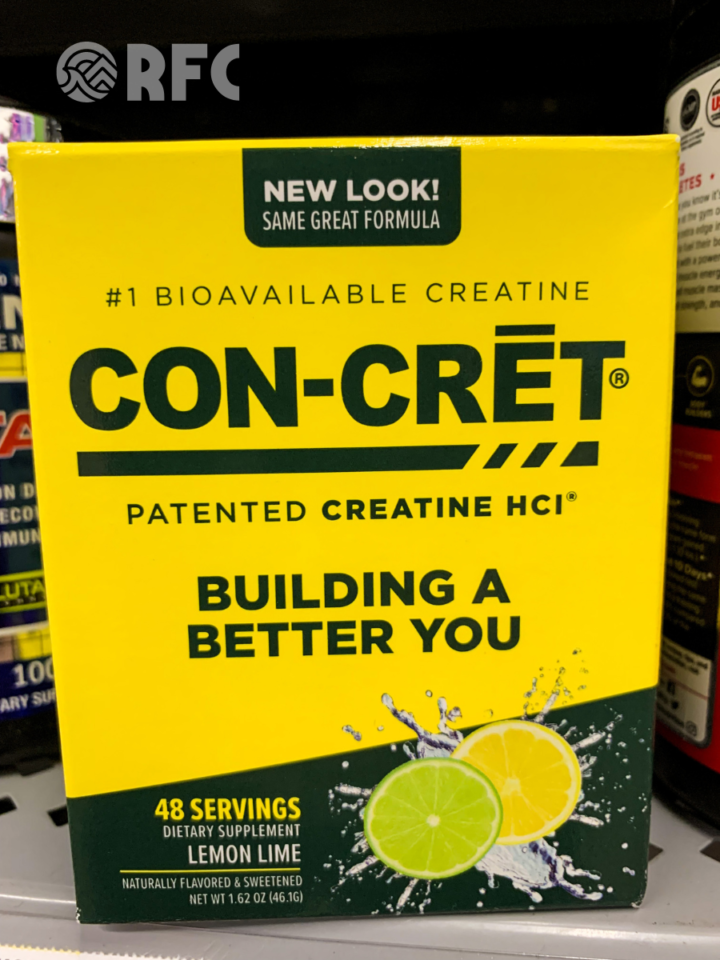 RFC
NEW LOOK!
SAME GREAT FORMULA
#1 BIOAVAILABLE CREATINE
CON-CRĒT®
PATENTED CREATINE HCl®
BUILDING A
BETTER YOU
48 SERVINGS
DIETARY SUPPLEMENT
LEMON LIME
NATURALLY FLAVORED & SWEETENED
NET WT 1.62 OZ (46.1G)